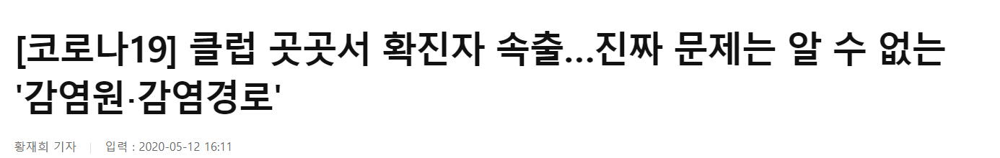 [코로나19] 클럽 곳곳서 확진자 속출…진짜 문제는 알 수 없는
'감염원·감염경로'
황재희 기자 | 입력 : 2020-05-12 16:11